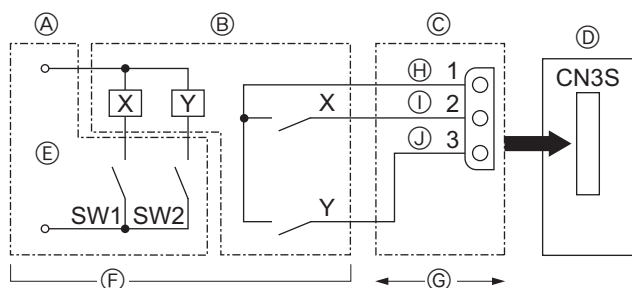 Ⓐ Ⓑ Ⓒ Ⓓ
CN3S
Ⓗ 1
X Y X Ⓘ 2
Ⓔ Ⓙ 3
SW1 SW2 Y
Ⓕ Ⓖ